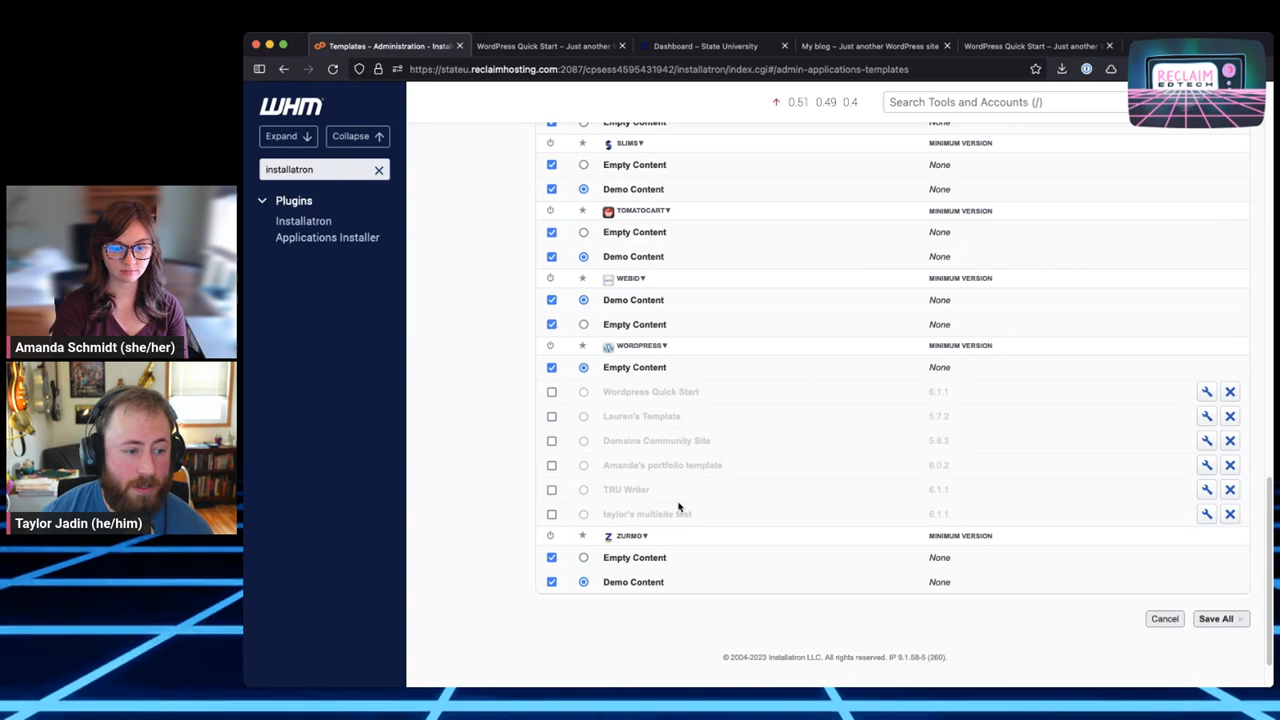 Templates - Administration - Instal
WordPress Quick Start – Just another
Dashboard – State University
My blog – Just another WordPress site
WordPress Quick Start – Just another
https://stateu.reclaimhosting.com:2087/cpsess4595431942/installatron/index.cgi#/admin-applications-templates
RECLAIM
EDTECH
WHM
0.51 0.49 0.4
Search Tools and Accounts (/)
Expand
Collapse
installatron
Plugins
Installatron
Applications Installer
Empty Content None
SLIMS MINIMUM VERSION
Empty Content None
Demo Content None
TOMATOCART MINIMUM VERSION
Empty Content None
Demo Content None
WEBID MINIMUM VERSION
Demo Content None
Empty Content None
WORDPRESS MINIMUM VERSION
Empty Content None
Wordpress Quick Start 6.1.1
Lauren's Template 5.7.2
Domains Community Site 5.8.3
Amanda's portfolio template 6.0.2
TRU Writer 6.1.1
taylor's multisite test 6.1.1
ZURMO MINIMUM VERSION
Empty Content None
Demo Content None
Cancel
Save All
© 2004-2023 Installatron LLC. All rights reserved. IP 9.1.58-5 (260).
Amanda Schmidt (she/her)
Taylor Jadin (he/him)